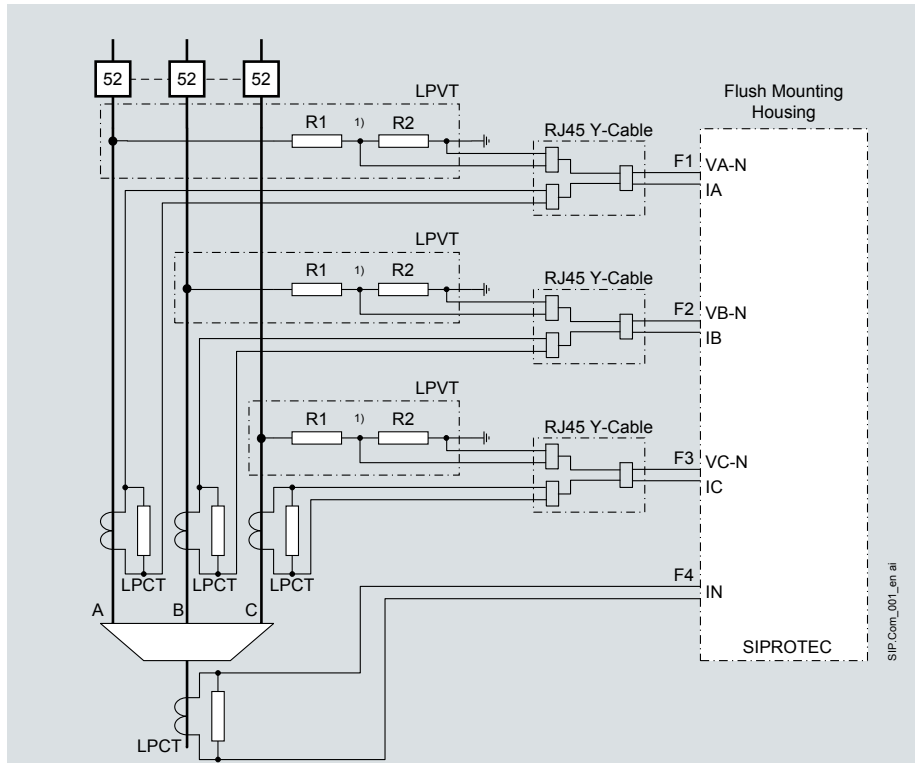 52
52
52
LPVT
Flush Mounting
Housing
R1
1)
R2
RJ45 Y-Cable
F1
VA-N
IA
LPVT
R1
1)
R2
RJ45 Y-Cable
F2
VB-N
IB
LPVT
R1
1)
R2
RJ45 Y-Cable
F3
VC-N
IC
LPCT
LPCT
LPCT
F4
IN
A
B
C
SIPROTEC
LPCT
SIP.Com_001_en ai